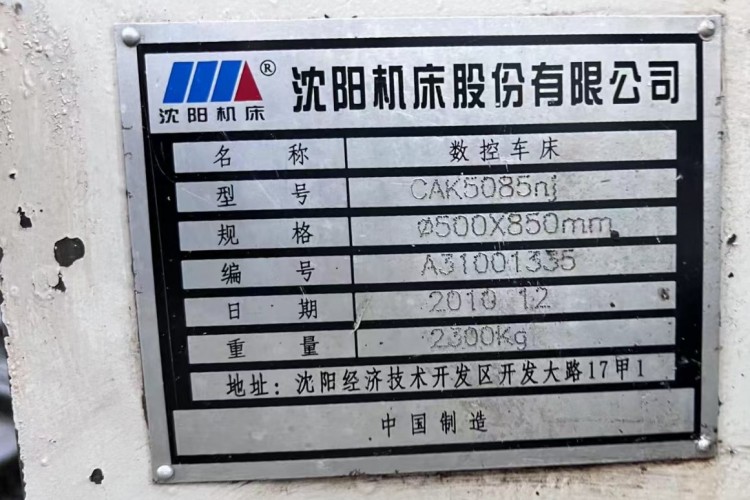 沈阳机床® 沈阳机床股份有限公司
名称 数控车床
型号 CAK5085nj
规格 ø500X850mm
编号 A31001335
日期 2010 12
重量 2300Kg
地址：沈阳经济技术开发区开发大路17甲1
中国制造